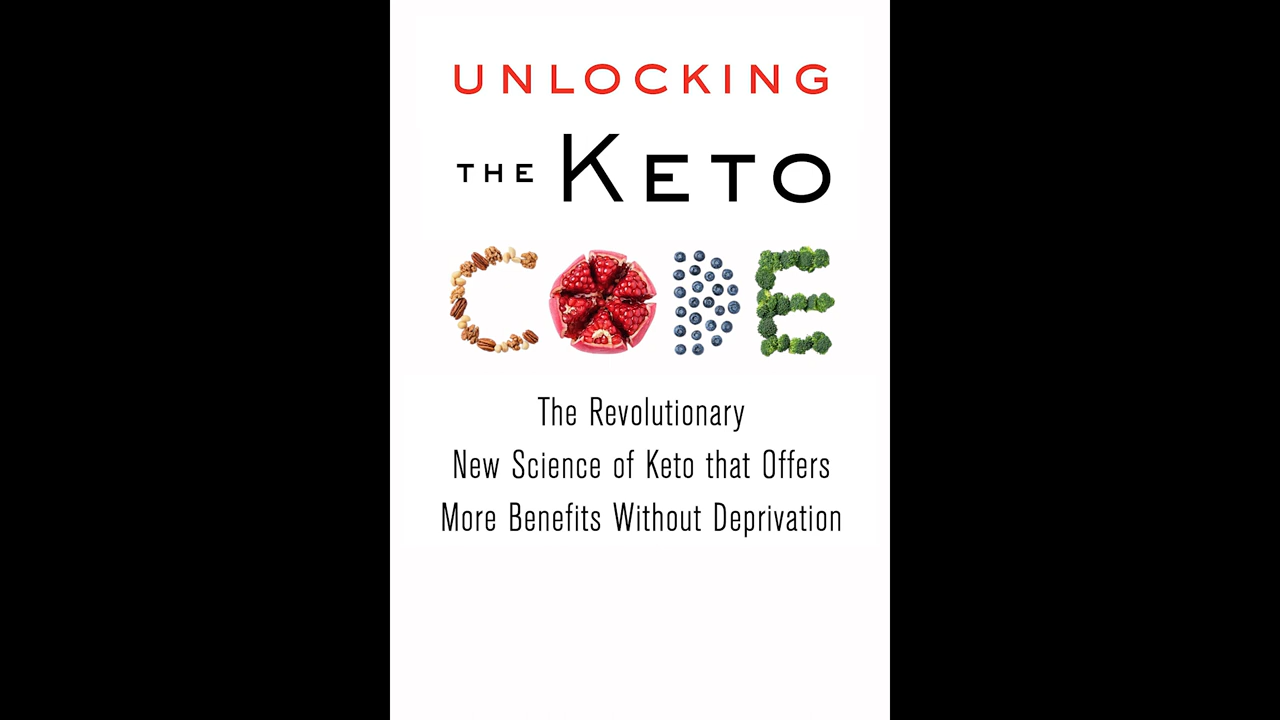 UNLOCKING
THE KETO
CODE
The Revolutionary
New Science of Keto that Offers
More Benefits Without Deprivation